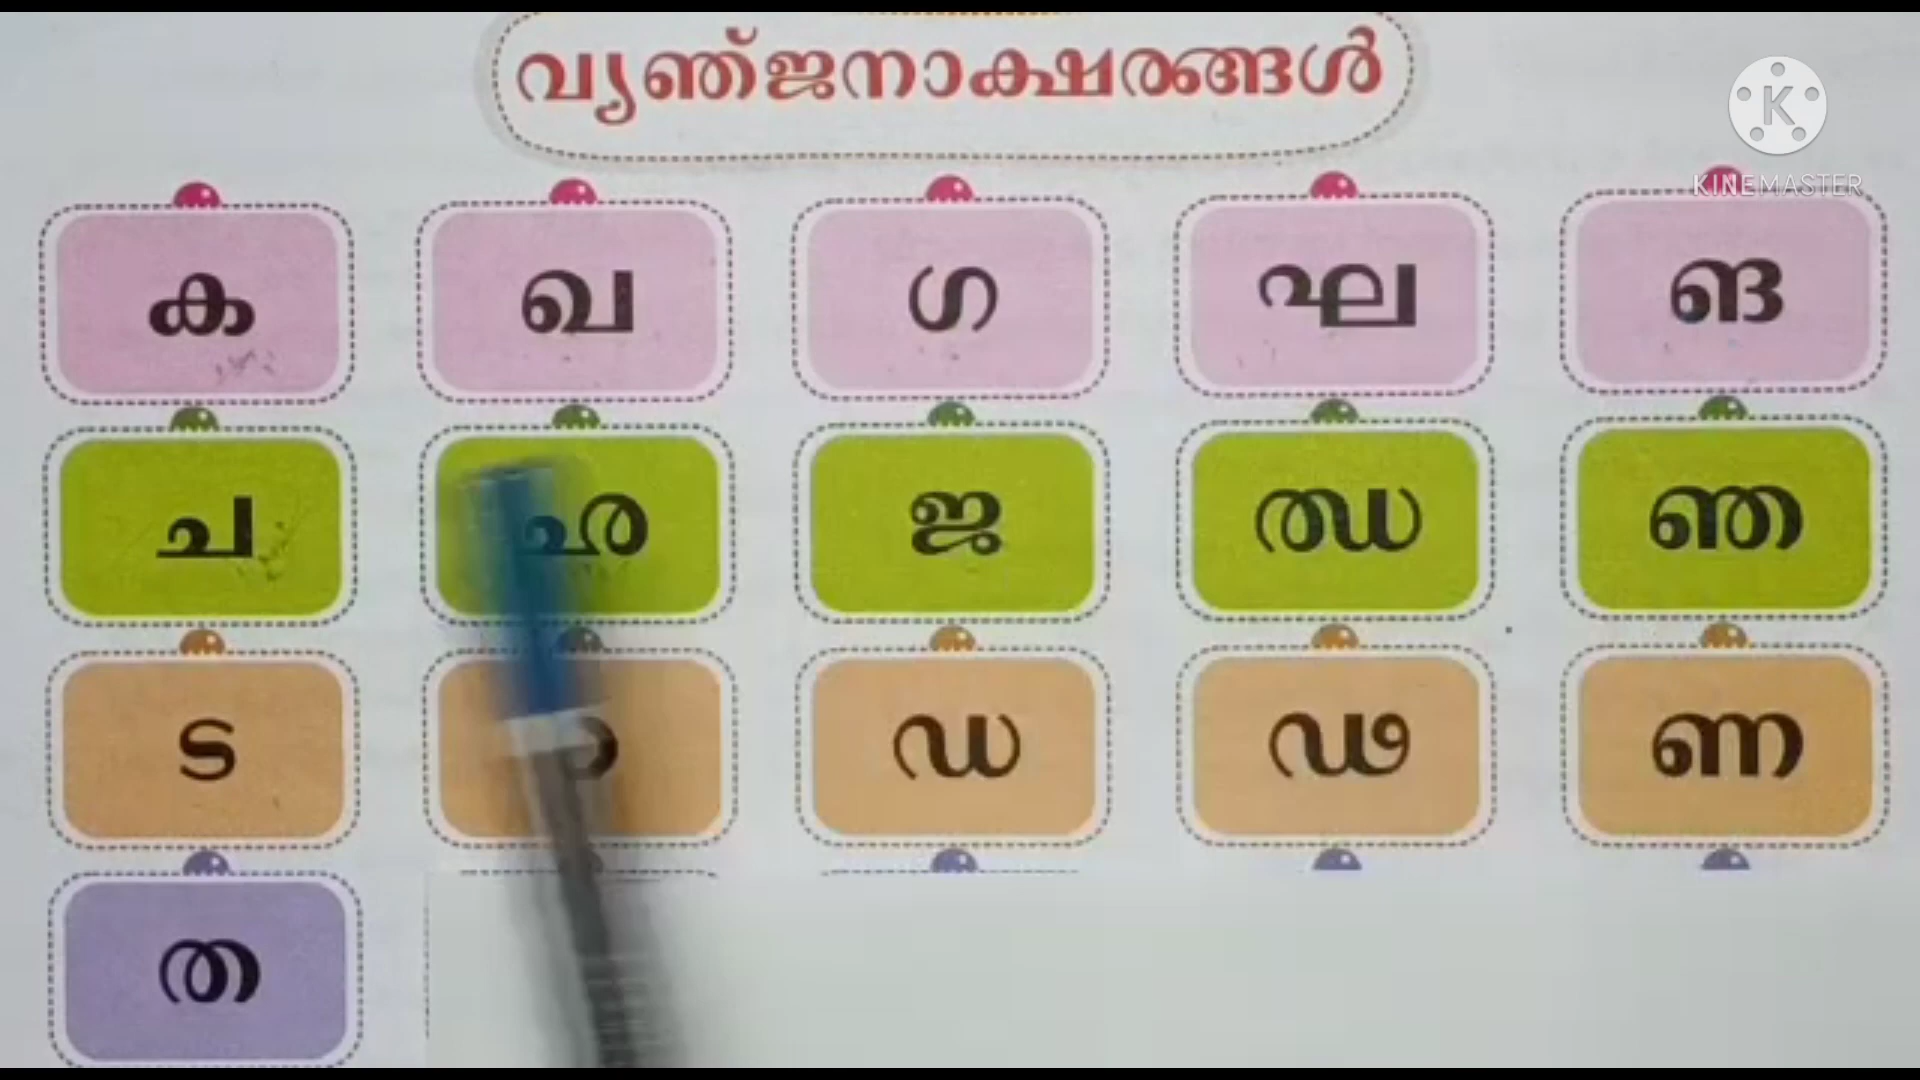 വ്യഞ്ജനാക്ഷരങ്ങൾ
K
KINEMASTER
ക ഖ ഗ ഘ ങ
ച ഛ ജ ഝ ഞ
ട ഡ ഢ ണ
ത